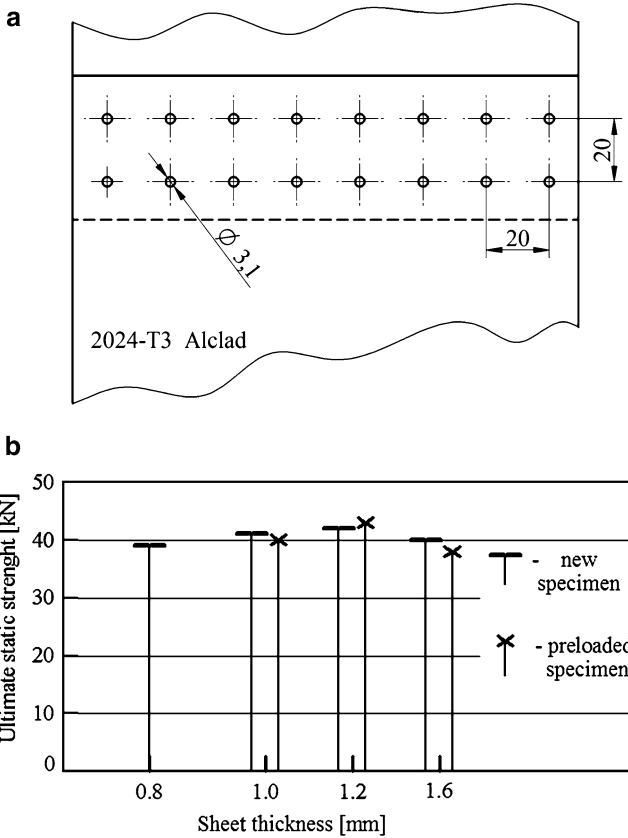 a
20
20
Ø 3,1
2024-T3 Alclad
b
Ultimate static strenght [kN]
50
40
30
20
10
0
- new
specimen
- preloaded
specimen
0.8 1.0 1.2 1.6
Sheet thickness [mm]